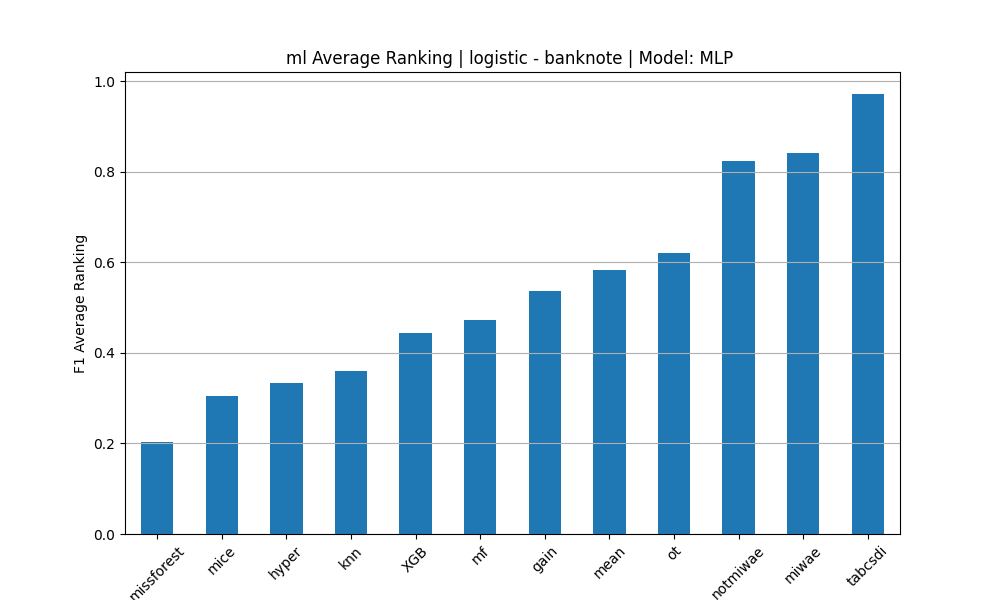 ml Average Ranking | logistic - banknote | Model: MLP
F1 Average Ranking
1.0
0.8
0.6
0.4
0.2
0.0
missforest
mice
hyper
knn
XGB
mf
gain
mean
ot
notmiwae
miwae
tabcsdi